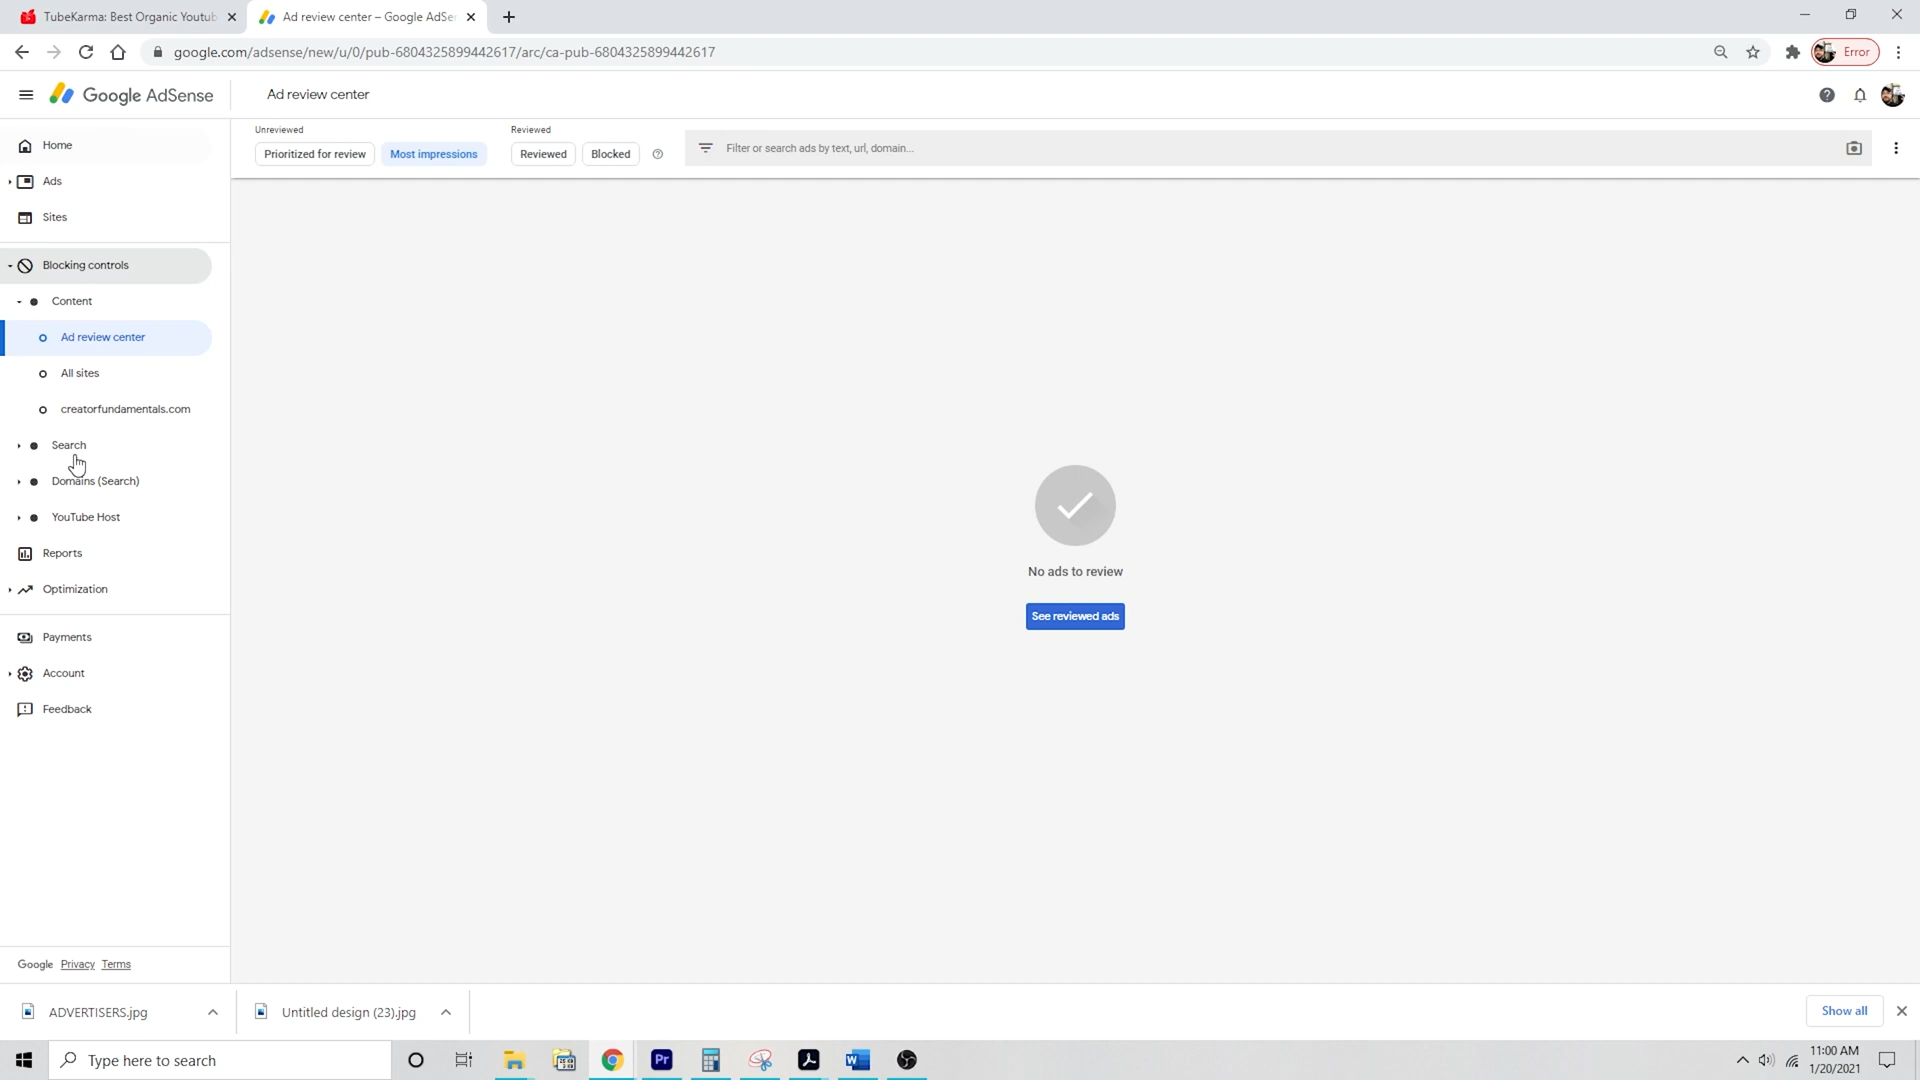 TubeKarma: Best Organic Youtub
Ad review center – Google AdSe
google.com/adsense/new/u/0/pub-6804325899442617/arc/ca-pub-6804325899442617
Error
Google AdSense
Ad review center
Home
Ads
Sites
Blocking controls
Content
Ad review center
All sites
creatorfundamentals.com
Search
Domains (Search)
YouTube Host
Reports
Optimization
Payments
Account
Feedback
Google Privacy Terms
Unreviewed
Prioritized for review
Most impressions
Reviewed
Reviewed
Blocked
Filter or search ads by text, url, domain...
No ads to review
See reviewed ads
ADVERTISERS.jpg
Untitled design (23).jpg
Show all
Type here to search
Pr
11:00 AM
1/20/2021